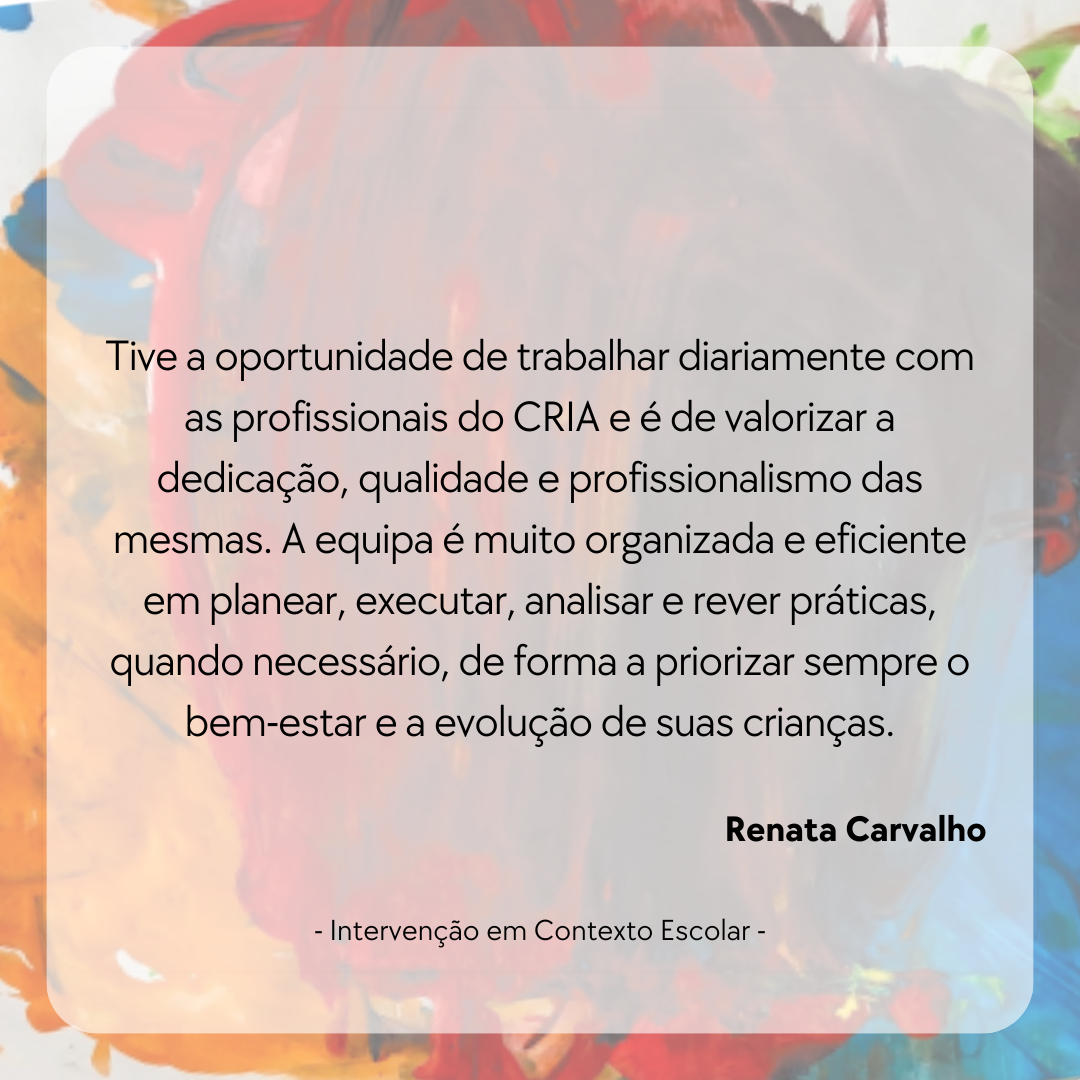 Tive a oportunidade de trabalhar diariamente com
as profissionais do CRIA e é de valorizar a
dedicação, qualidade e profissionalismo das
mesmas. A equipa é muito organizada e eficiente
em planear, executar, analisar e rever práticas,
quando necessário, de forma a priorizar sempre o
bem-estar e a evolução de suas crianças.
Renata Carvalho
- Intervenção em Contexto Escolar -